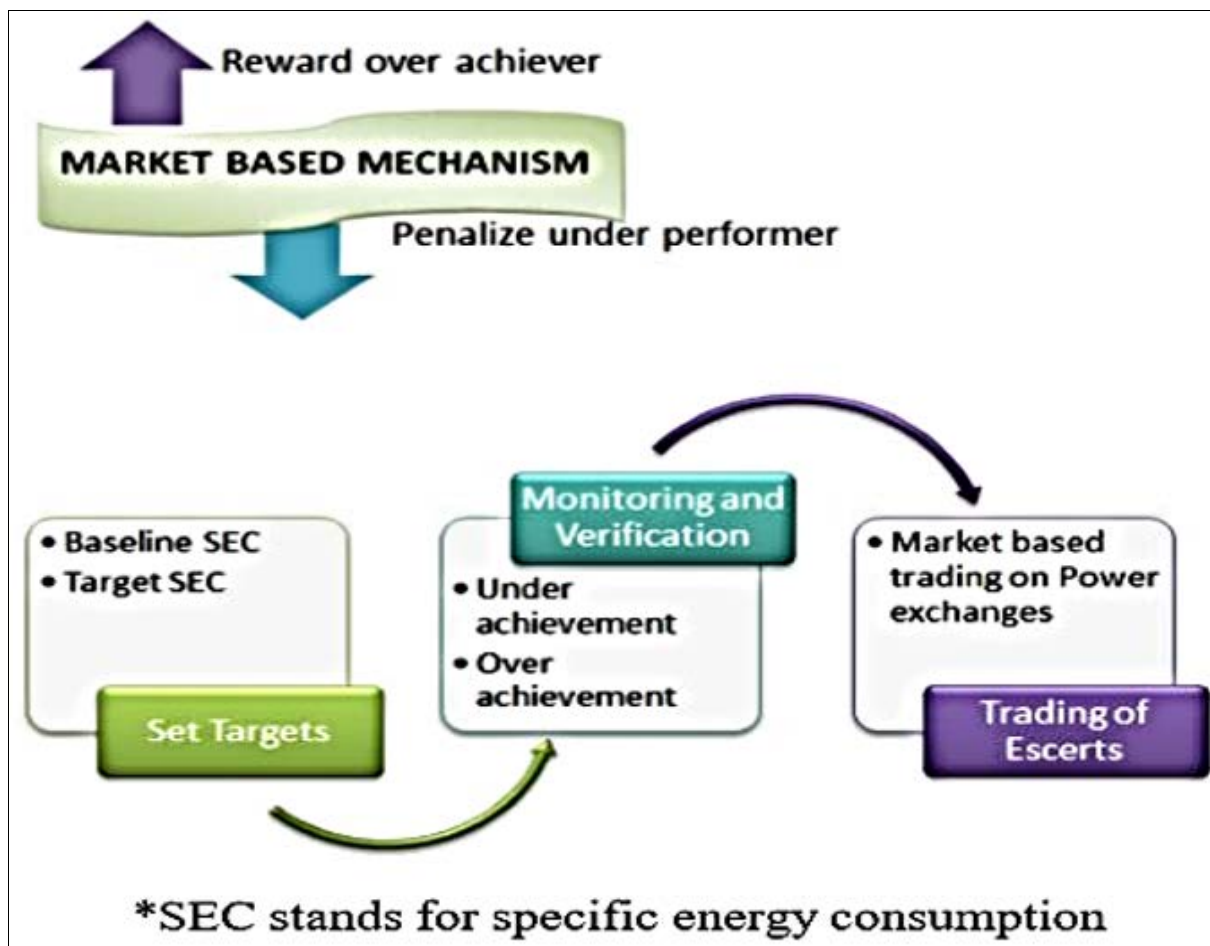 Reward over achiever
MARKET BASED MECHANISM
Penalize under performer
• Baseline SEC
• Target SEC
Set Targets
Monitoring and
Verification
• Under
achievement
• Over
achievement
• Market based
trading on Power
exchanges
Trading of
Escerts
*SEC stands for specific energy consumption